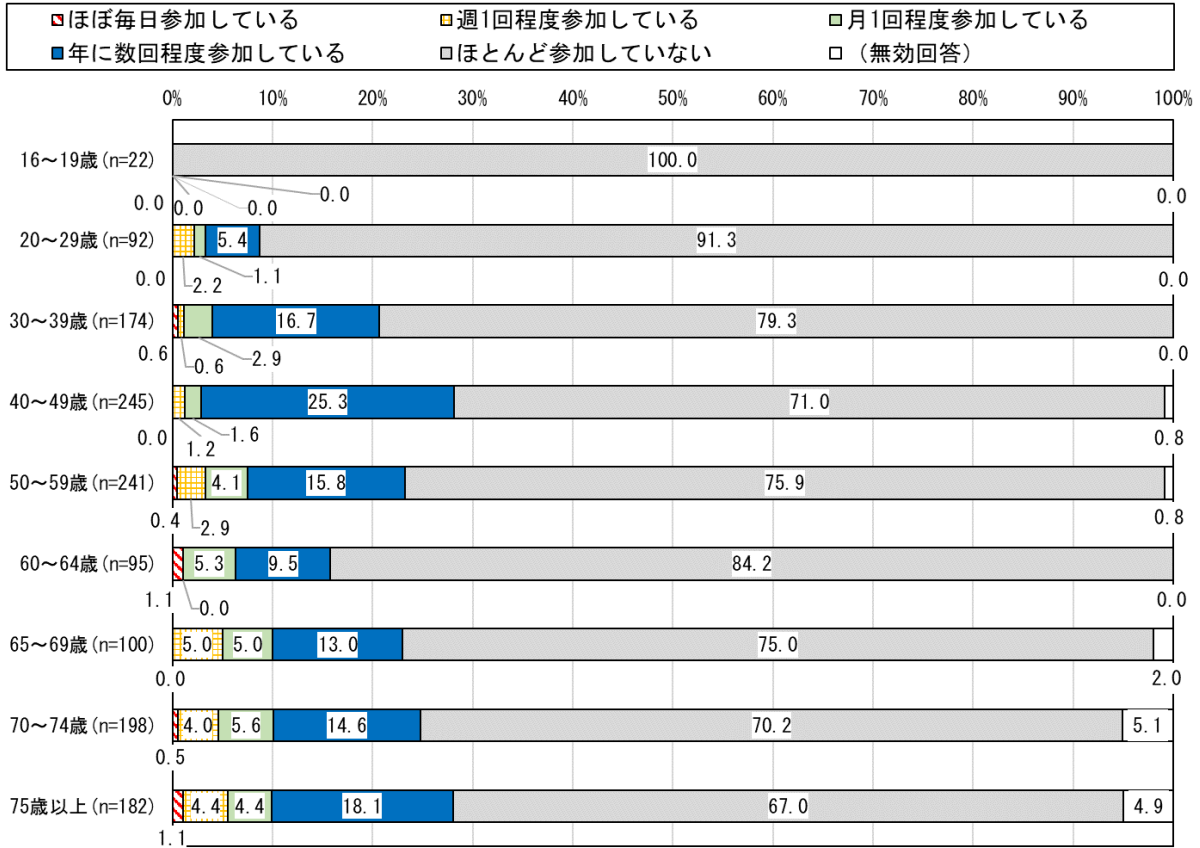 ほぼ毎日参加している 週1回程度参加している 月1回程度参加している
年に数回程度参加している ほとんど参加していない （無効回答）
0% 10% 20% 30% 40% 50% 60% 70% 80% 90% 100%
16～19歳(n=22) 100.0
0.0 0.0 0.0 0.0 0.0
20～29歳(n=92) 5.4 91.3
0.0 2.2 1.1 0.0
30～39歳(n=174) 16.7 79.3
0.6 0.6 2.9 0.0
40～49歳(n=245) 25.3 71.0
0.0 1.2 1.6 0.8
50～59歳(n=241) 4.1 15.8 75.9
0.4 2.9 0.8
60～64歳(n=95) 5.3 9.5 84.2
1.1 0.0 0.0
65～69歳(n=100) 5.0 5.0 13.0 75.0
0.0 2.0
70～74歳(n=198) 4.0 5.6 14.6 70.2 5.1
0.5
75歳以上(n=182) 4.4 4.4 18.1 67.0 4.9
1.1